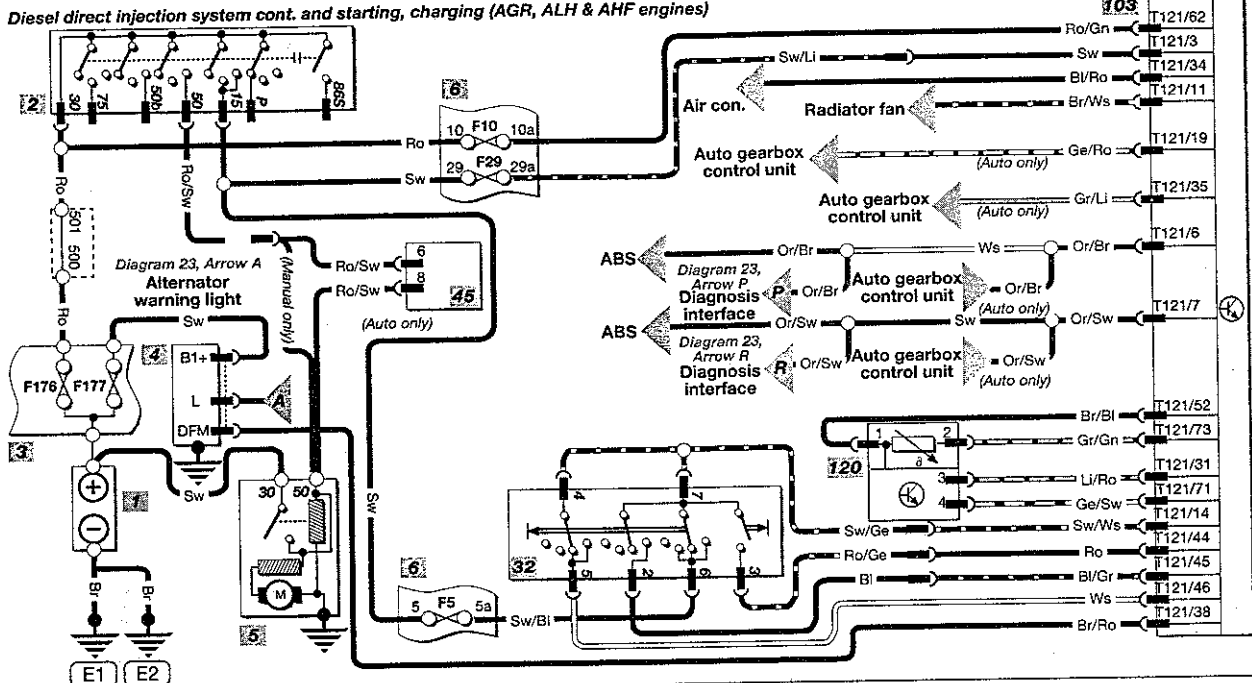 Diesel direct injection system cont. and starting, charging (AGR, ALH & AHF engines)
103
T121/62
Ro/Gn
T121/3
Sw/Li
Sw
T121/34
Bl/Ro
Air con.
T121/11
Radiator fan
Br/Ws
2
30
75
50b
50
15
P
86S
6
10 F10 10a
Ro
29 F29 29a
Sw
T121/19
Auto gearbox
control unit
Ge/Ro
(Auto only)
T121/35
Auto gearbox
control unit
Gr/Li
(Auto only)
Ro
Ro/Sw
501
500
Ro
Diagram 23, Arrow A
Alternator
warning light
(Manual only)
Ro/Sw
6
Ro/Sw
8
45
(Auto only)
T121/6
ABS
Or/Br
Ws
Or/Br
Diagram 23,
Arrow P
Diagnosis
interface
P
Or/Br
Auto gearbox
control unit
Or/Br
(Auto only)
T121/7
ABS
Or/Sw
Sw
Or/Sw
Diagram 23,
Arrow R
Diagnosis
interface
R
Or/Sw
Auto gearbox
control unit
Or/Sw
(Auto only)
Sw
4
B1+
L
A
DFM
F176
F177
3
1
Sw
30
50
M
5
Br
Br
E1
E2
Sw
6
5 F5 5a
Sw/Bl
T121/52
Br/Bl
T121/73
1
2
Gr/Gn
120
T121/31
3
Li/Ro
T121/71
4
Ge/Sw
T121/14
Sw/Ge
Sw/Ws
T121/44
Ro/Ge
Ro
T121/45
Bl
Bl/Gr
T121/46
Ws
T121/38
Br/Ro
4
7
32
5
2
6
3